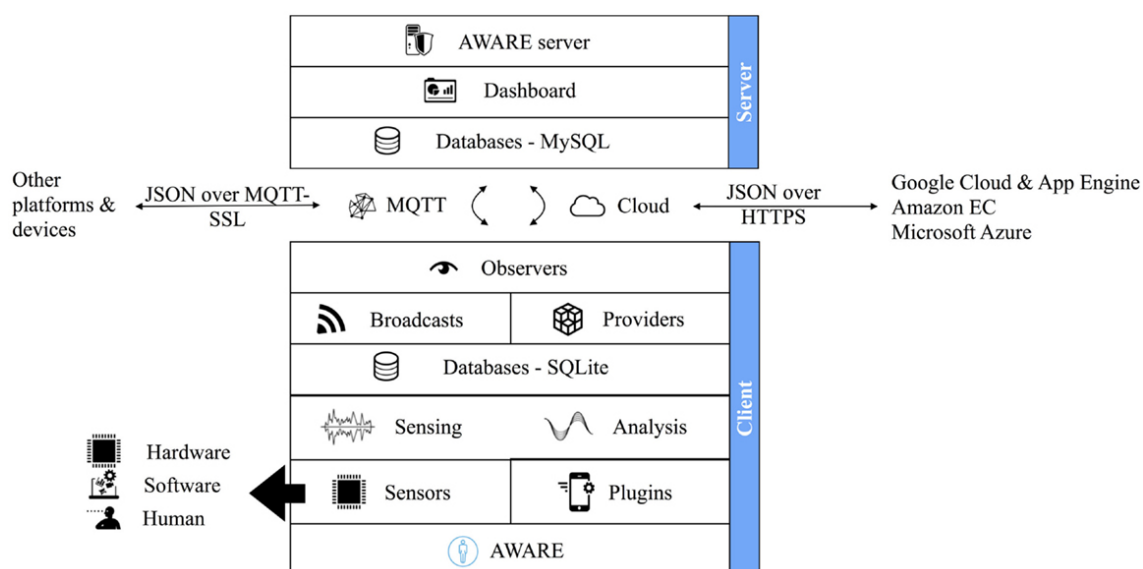 AWARE server
Dashboard
Databases - MySQL
Server
Other
platforms &
devices
JSON over MQTT-
SSL
MQTT
Cloud
JSON over
HTTPS
Google Cloud & App Engine
Amazon EC
Microsoft Azure
Observers
Broadcasts
Providers
Databases - SQLite
Sensing
Analysis
Client
Hardware
Software
Human
Sensors
Plugins
AWARE